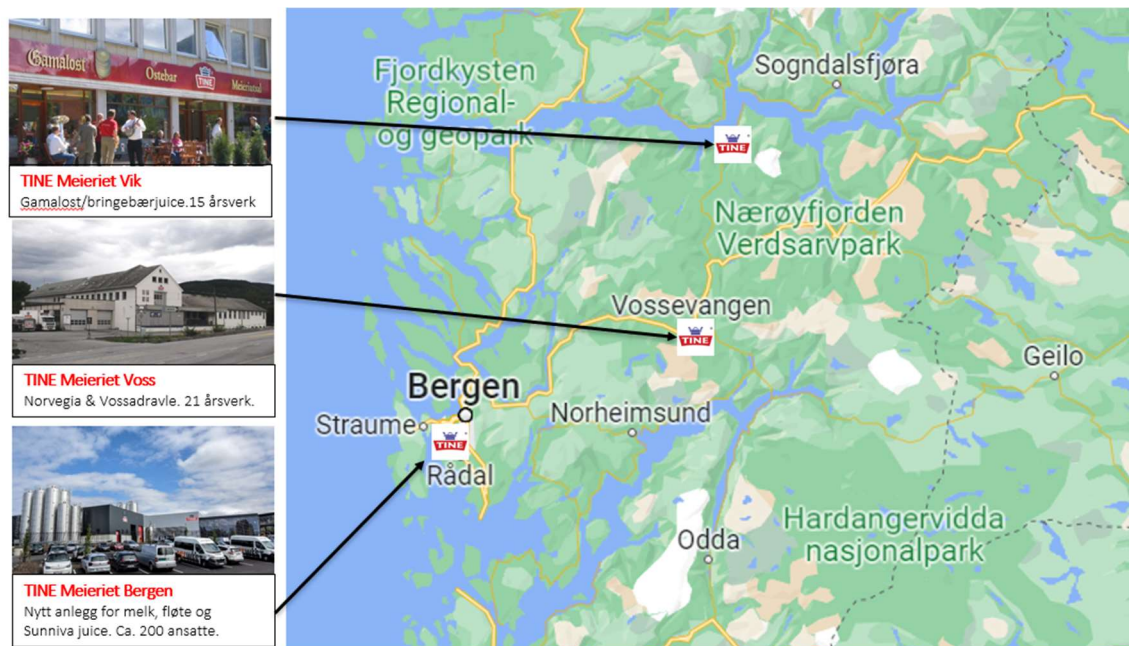 Gamalost
Ostebar
TINE
Meieriutsal
TINE Meieriet Vik
Gamalost/bringebærjuice.15 årsverk
TINE Meieriet Voss
Norvegia & Vossadravle. 21 årsverk.
TINE Meieriet Bergen
Nytt anlegg for melk, fløte og
Sunniva juice. Ca. 200 ansatte.
Fjordkysten
Regional-
og geopark
Sogndalsfjøra
TINE
Nærøyfjorden
Verdsarvpark
Vossevangen
TINE
Geilo
Bergen
Straume
Norheimsund
TINE
Rådal
Hardangervidda
nasjonalpark
Odda